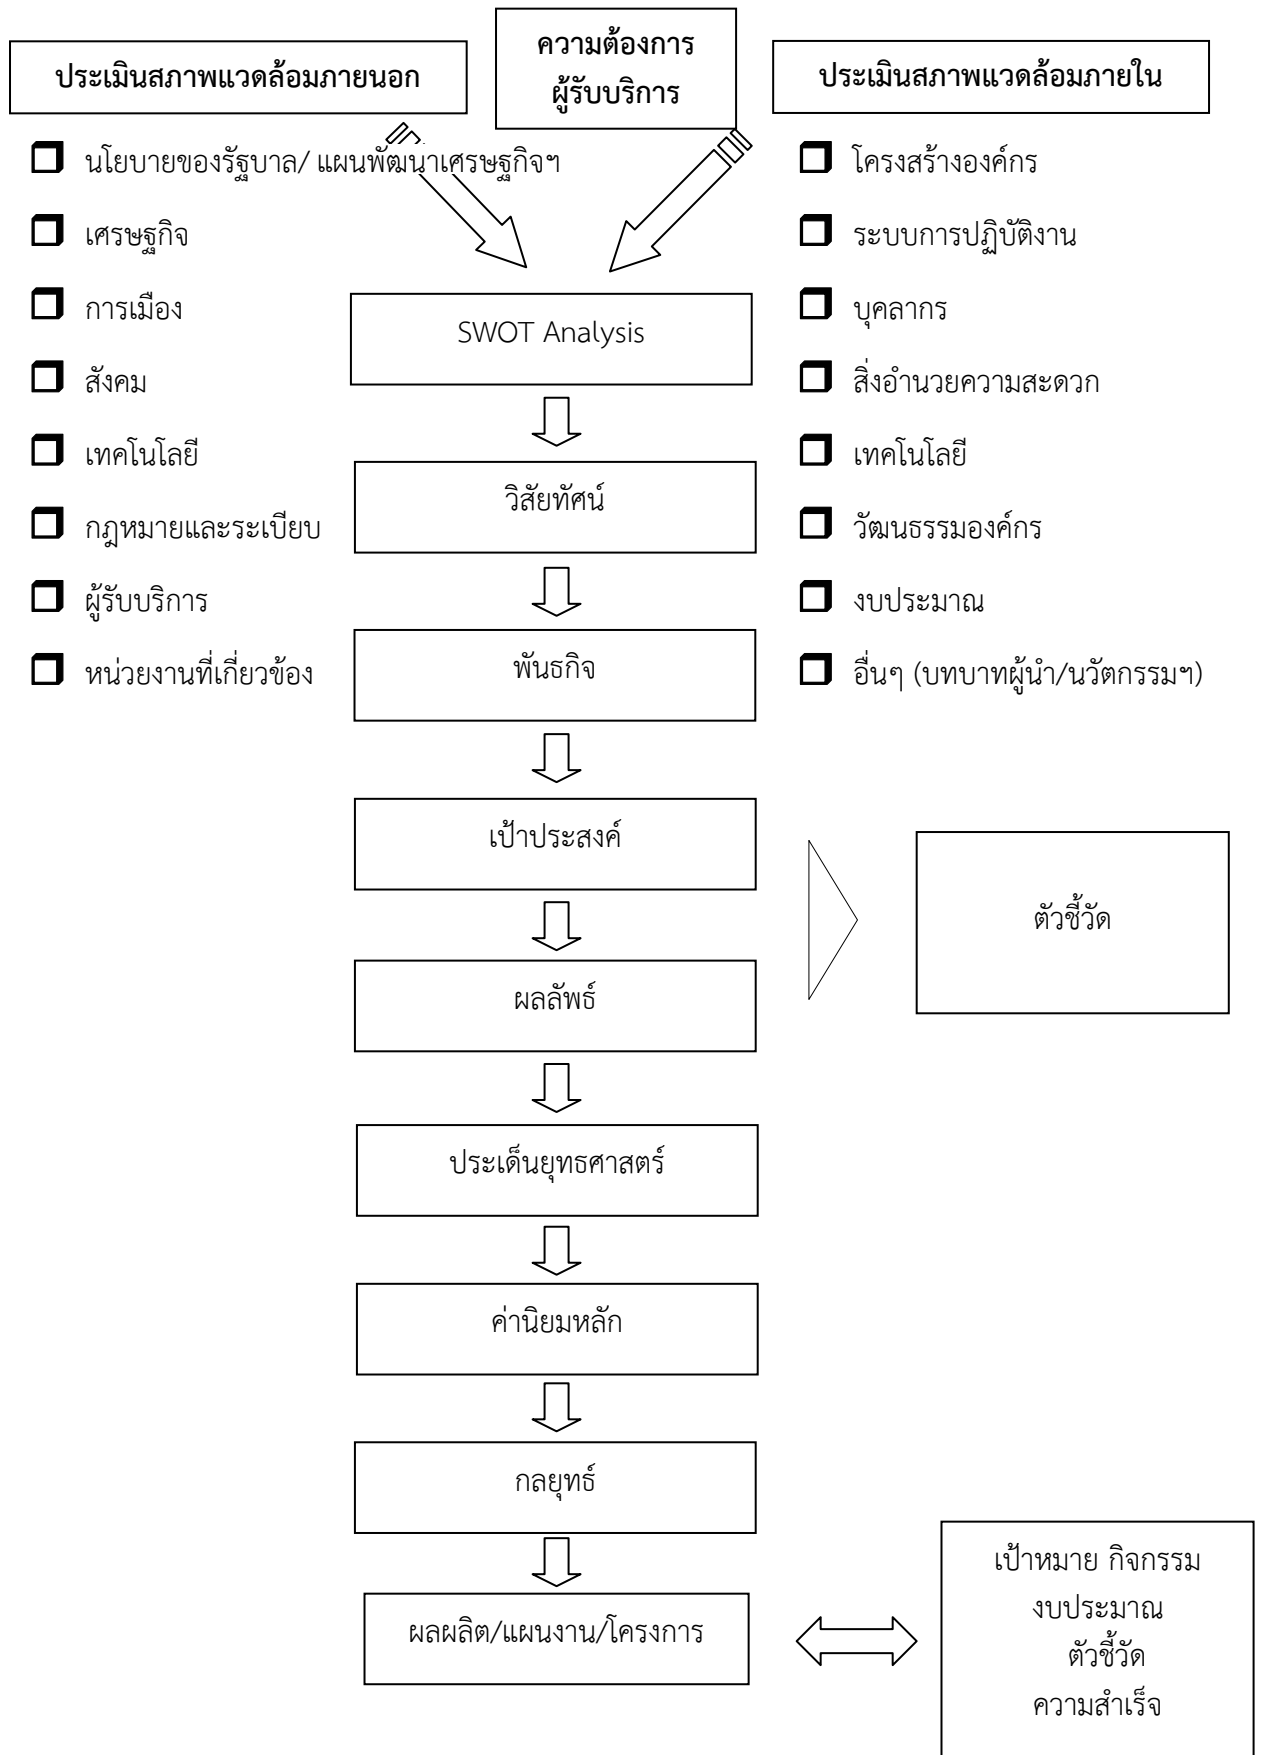 ความต้องการ
ผู้รับบริการ
ประเมินสภาพแวดล้อมภายนอก
ประเมินสภาพแวดล้อมภายใน
นโยบายของรัฐบาล/ แผนพัฒนาเศรษฐกิจฯ
เศรษฐกิจ
การเมือง
สังคม
เทคโนโลยี
กฎหมายและระเบียบ
ผู้รับบริการ
หน่วยงานที่เกี่ยวข้อง
โครงสร้างองค์กร
ระบบการปฏิบัติงาน
บุคลากร
สิ่งอำนวยความสะดวก
เทคโนโลยี
วัฒนธรรมองค์กร
งบประมาณ
อื่นๆ (บทบาทผู้นำ/นวัตกรรมฯ)
SWOT Analysis
วิสัยทัศน์
พันธกิจ
เป้าประสงค์
ตัวชี้วัด
ผลลัพธ์
ประเด็นยุทธศาสตร์
ค่านิยมหลัก
กลยุทธ์
ผลผลิต/แผนงาน/โครงการ
เป้าหมาย กิจกรรม
งบประมาณ
ตัวชี้วัด
ความสำเร็จ